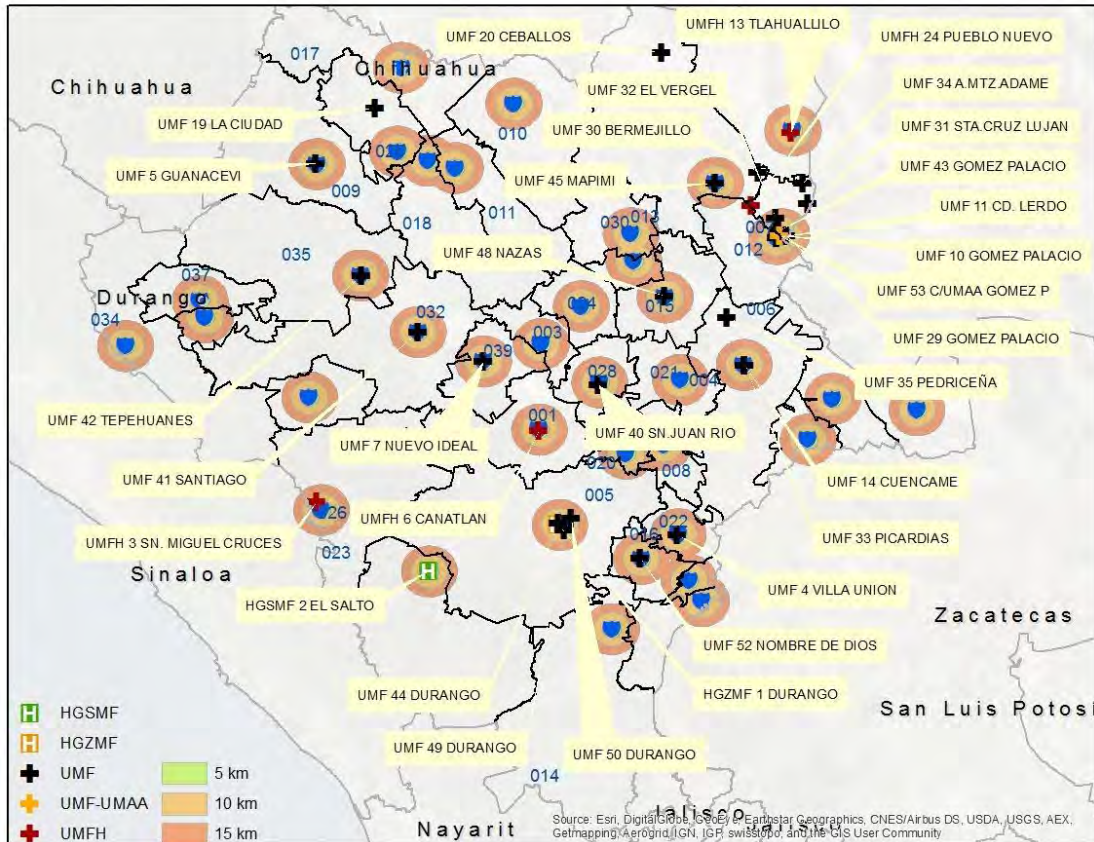 UMF 20 CEBALLOS
UMFH 13 TLAHUALLILO
UMFH 24 PUEBLO NUEVO
017
Chihuahua
Chihuahua
UMF 32 EL VERGEL
UMF 34 A.MTZ.ADAME
UMF 19 LA CIUDAD
010
UMF 30 BERMEJILLO
UMF 31 STA.CRUZ LUJAN
UMF 5 GUANACEVI
009
UMF 45 MAPIMI
UMF 43 GOMEZ PALACIO
018
011
030
013
UMF 11 CD. LERDO
012
035
UMF 48 NAZAS
UMF 10 GOMEZ PALACIO
037
Durango
034
032
015
006
UMF 53 C/UMAA GOMEZ P
003
039
028
UMF 29 GOMEZ PALACIO
UMF 35 PEDRICEÑA
UMF 42 TEPEHUANES
001
UMF 7 NUEVO IDEAL
UMF 40 SN.JUAN RIO
UMF 41 SANTIAGO
020
008
UMF 14 CUENCAME
005
UMFH 6 CANATLAN
026
022
016
UMFH 3 SN. MIGUEL CRUCES
UMF 33 PICARDIAS
023
Sinaloa
HGSMF 2 EL SALTO
UMF 4 VILLA UNION
Zacatecas
UMF 52 NOMBRE DE DIOS
UMF 44 DURANGO
HGZMF 1 DURANGO
San Luis Potosi
UMF 49 DURANGO
UMF 50 DURANGO
014
H HGSMF
H HGZMF
UMF
5 km
UMF-UMAA
10 km
UMFH
15 km
Nayarit
Jalisco
Source: Esri, DigitalGlobe, GeoEye, Earthstar Geographics, CNES/Airbus DS, USDA, USGS, AEX,
Getmapping, Aerogrid, IGN, IGP, swisstopo, and the GIS User Community